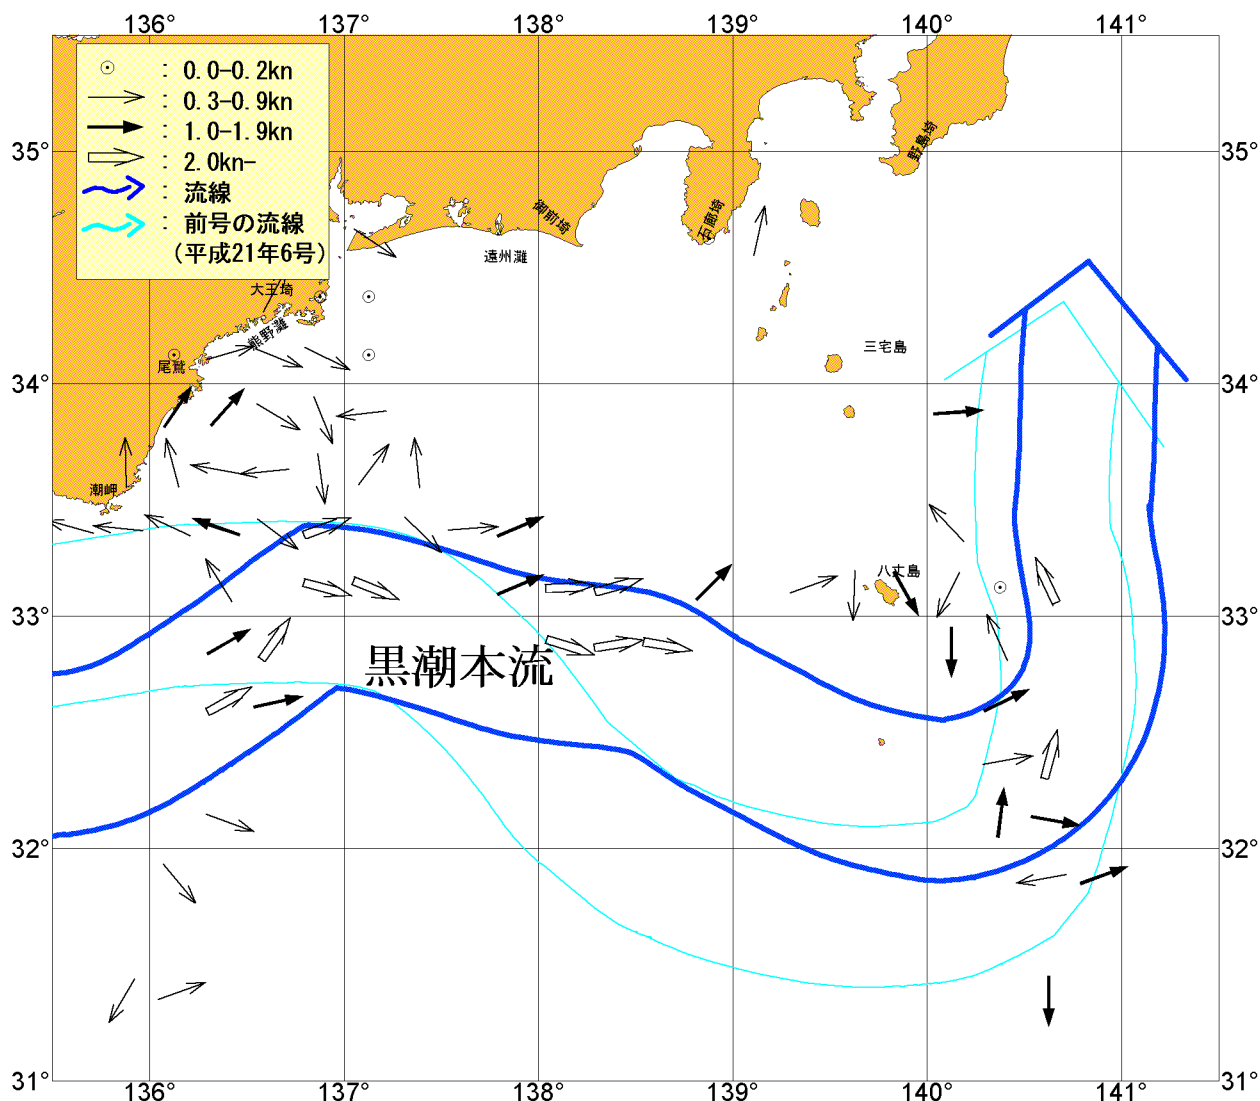 136° 137° 138° 139° 140° 141°
: 0.0-0.2kn
: 0.3-0.9kn
: 1.0-1.9kn
: 2.0kn-
: 流線
: 前号の流線
(平成21年6号)
35° 35°
野島埼
御前埼
石廊埼
遠州灘
大王埼
熊野灘
三宅島
尾鷲
34° 34°
潮岬
八丈島
33° 33°
黒潮本流
32° 32°
31° 31°
136° 137° 138° 139° 140° 141°